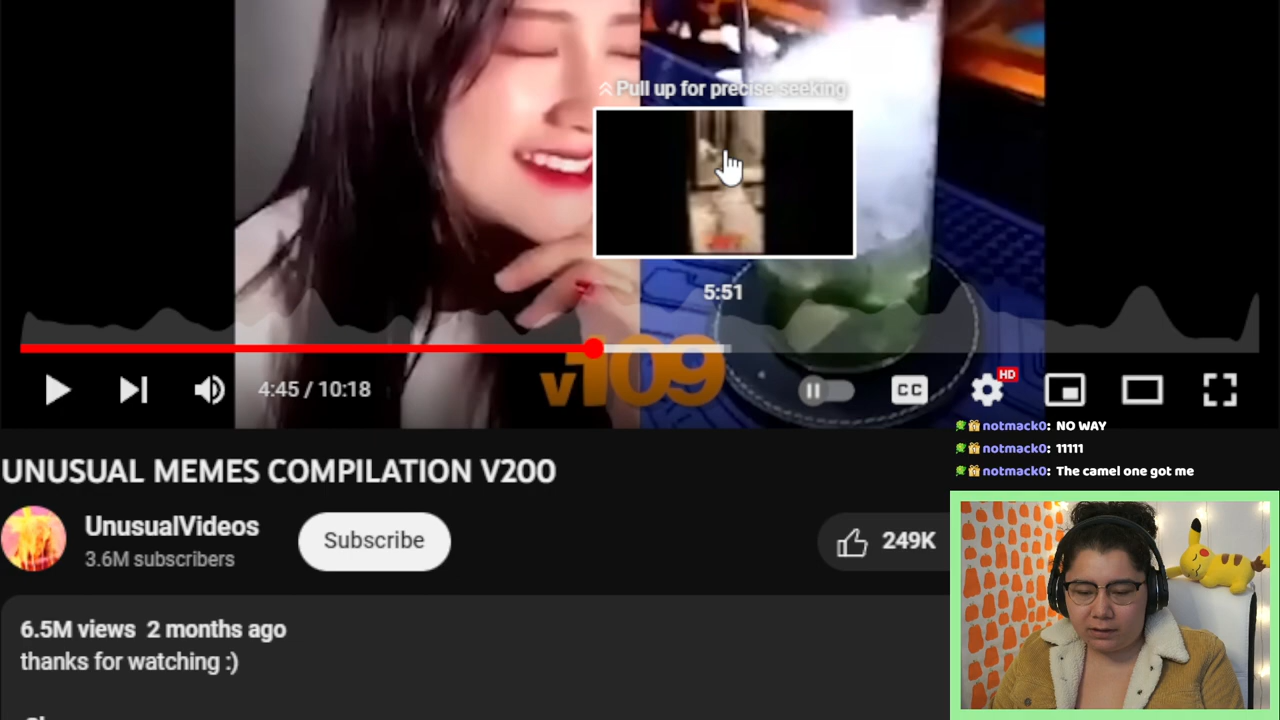 Pull up for precise seeking
5:51
v109
4:45 / 10:18
CC
HD
notmack0: NO WAY
notmack0: 11111
notmack0: The camel one got me
UNUSUAL MEMES COMPILATION V200
UnusualVideos
3.6M subscribers
Subscribe
249K
6.5M views 2 months ago
thanks for watching :)